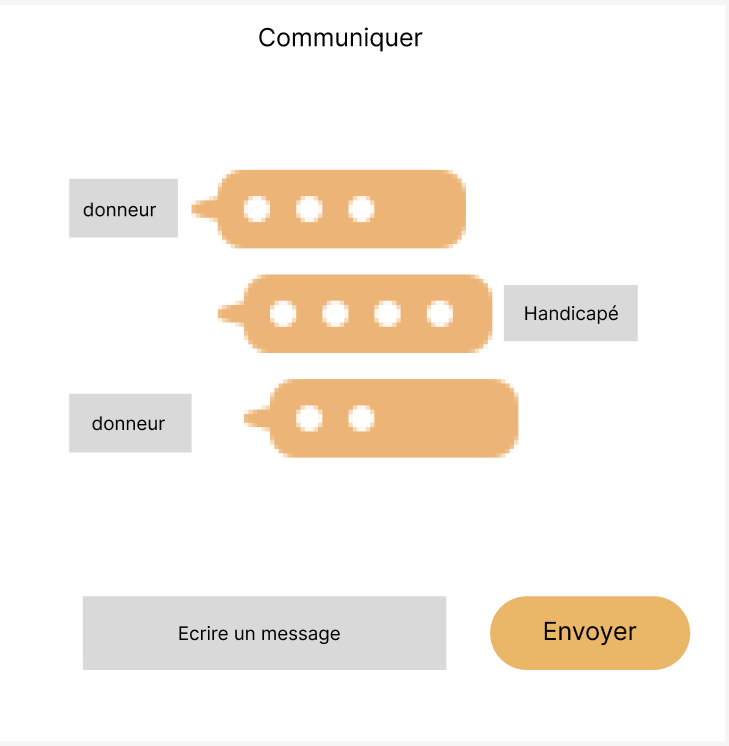 Communiquer
donneur
Handicapé
donneur
Ecrire un message
Envoyer